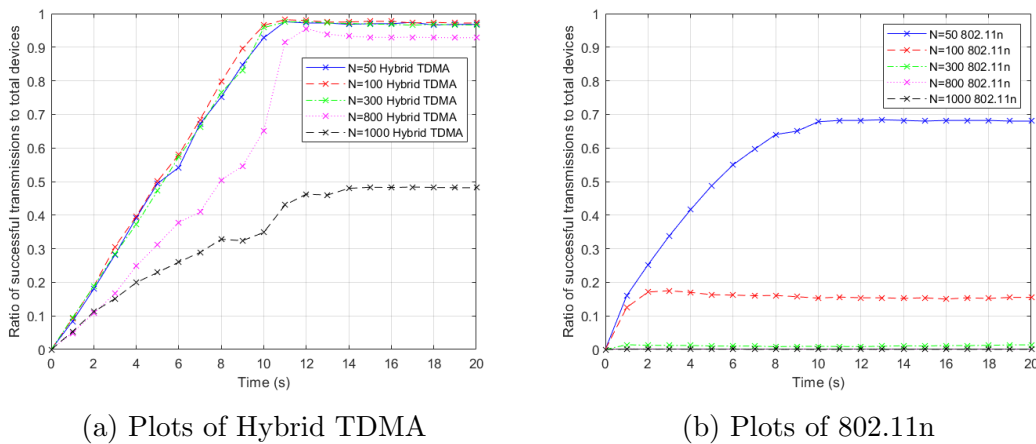 Ratio of successful transmissions to total devices
1
0.9
0.8
0.7
0.6
0.5
0.4
0.3
0.2
0.1
0
0 2 4 6 8 10 12 14 16 18 20
Time (s)
N=50 Hybrid TDMA
N=100 Hybrid TDMA
N=300 Hybrid TDMA
N=800 Hybrid TDMA
N=1000 Hybrid TDMA
(a) Plots of Hybrid TDMA
Ratio of successful transmissions to total devices
1
0.9
0.8
0.7
0.6
0.5
0.4
0.3
0.2
0.1
0
0 2 4 6 8 10 12 14 16 18 20
Time (s)
N=50 802.11n
N=100 802.11n
N=300 802.11n
N=800 802.11n
N=1000 802.11n
(b) Plots of 802.11n